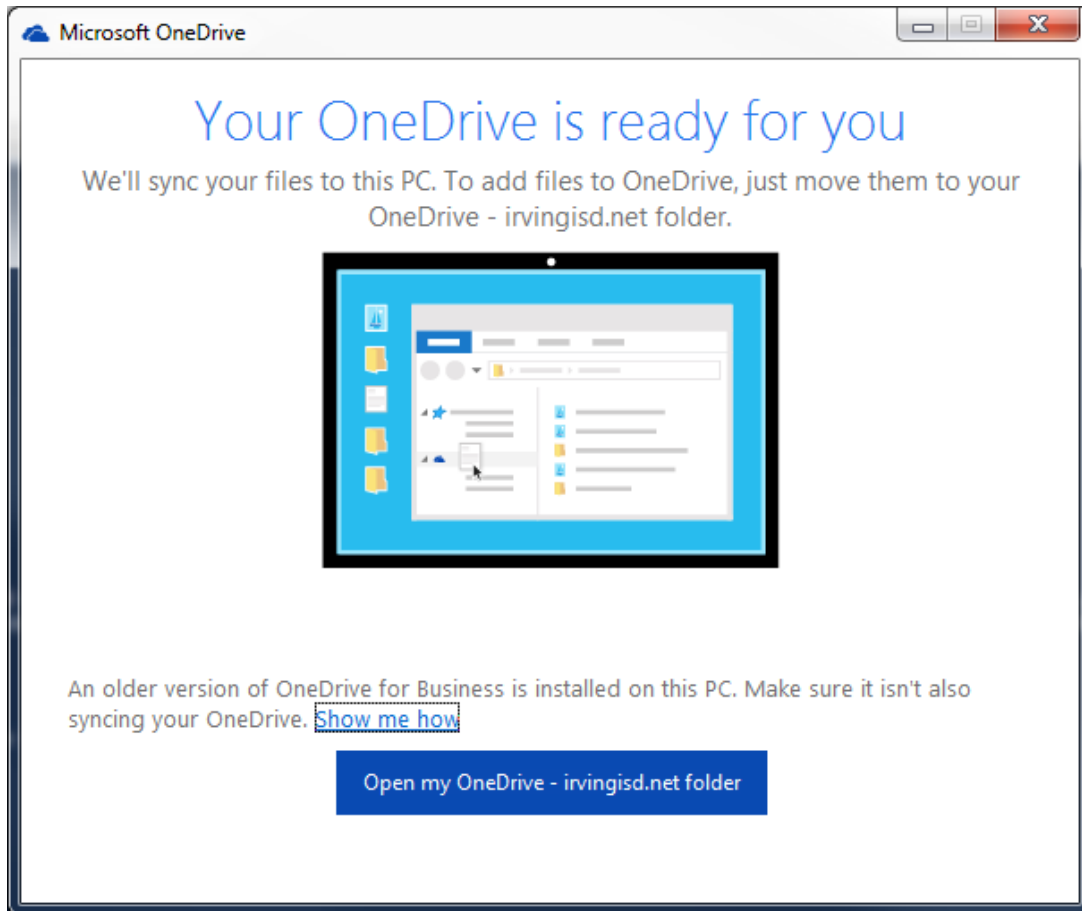 Microsoft OneDrive
Your OneDrive is ready for you
We'll sync your files to this PC. To add files to OneDrive, just move them to your
OneDrive - irvingisd.net folder.
An older version of OneDrive for Business is installed on this PC. Make sure it isn't also
syncing your OneDrive. Show me how
Open my OneDrive - irvingisd.net folder